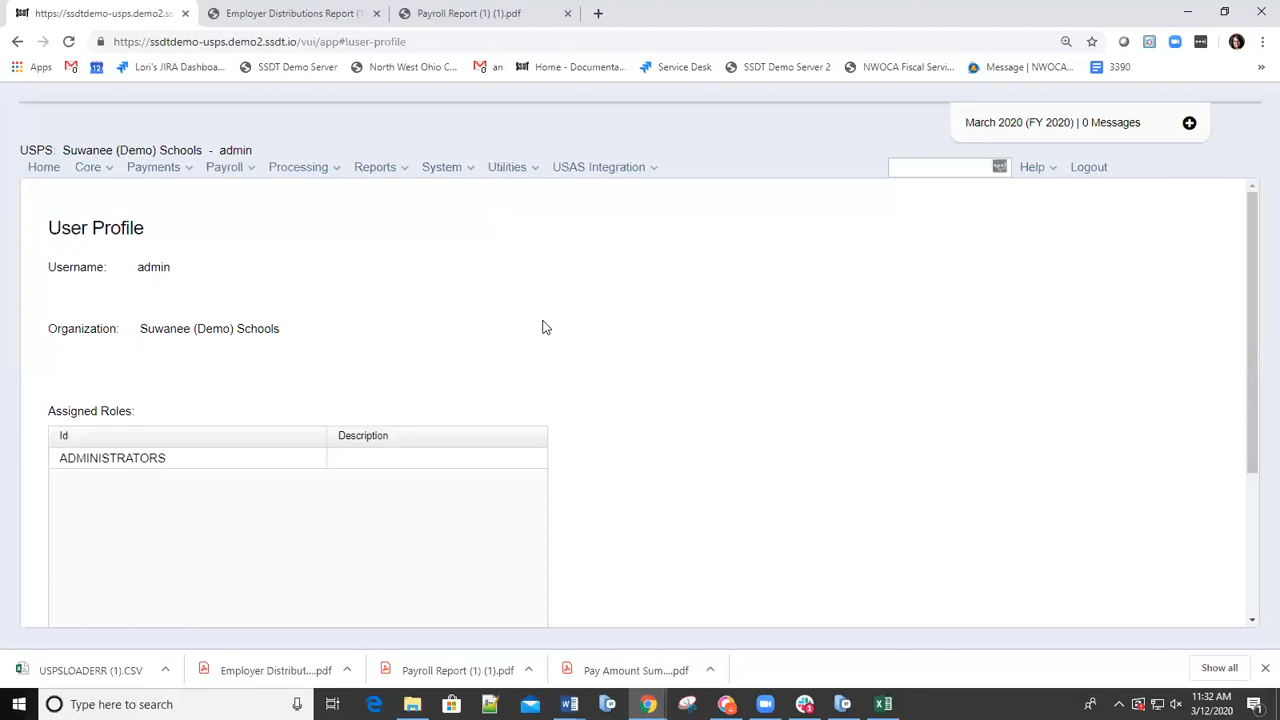 https://ssdtdemo-usps.demo2.ss
Employer Distributions Report (1
Payroll Report (1) (1).pdf
https://ssdtdemo-usps.demo2.ssdt.io/vui/app#!user-profile
Apps
12
Lori's JIRA Dashboa...
SSDT Demo Server
North West Ohio C...
an
Home - Documenta...
Service Desk
SSDT Demo Server 2
NWOCA Fiscal Servi...
Message | NWOCA...
3390
March 2020 (FY 2020) | 0 Messages
USPS: Suwanee (Demo) Schools - admin
Home Core Payments Payroll Processing Reports System Utilities USAS Integration Help Logout
User Profile
Username: admin
Organization: Suwanee (Demo) Schools
Assigned Roles:
Id Description
ADMINISTRATORS
USPSLOADERR (1).CSV
Employer Distribut....pdf
Payroll Report (1) (1).pdf
Pay Amount Sum....pdf
Show all
Type here to search
11:32 AM
3/12/2020